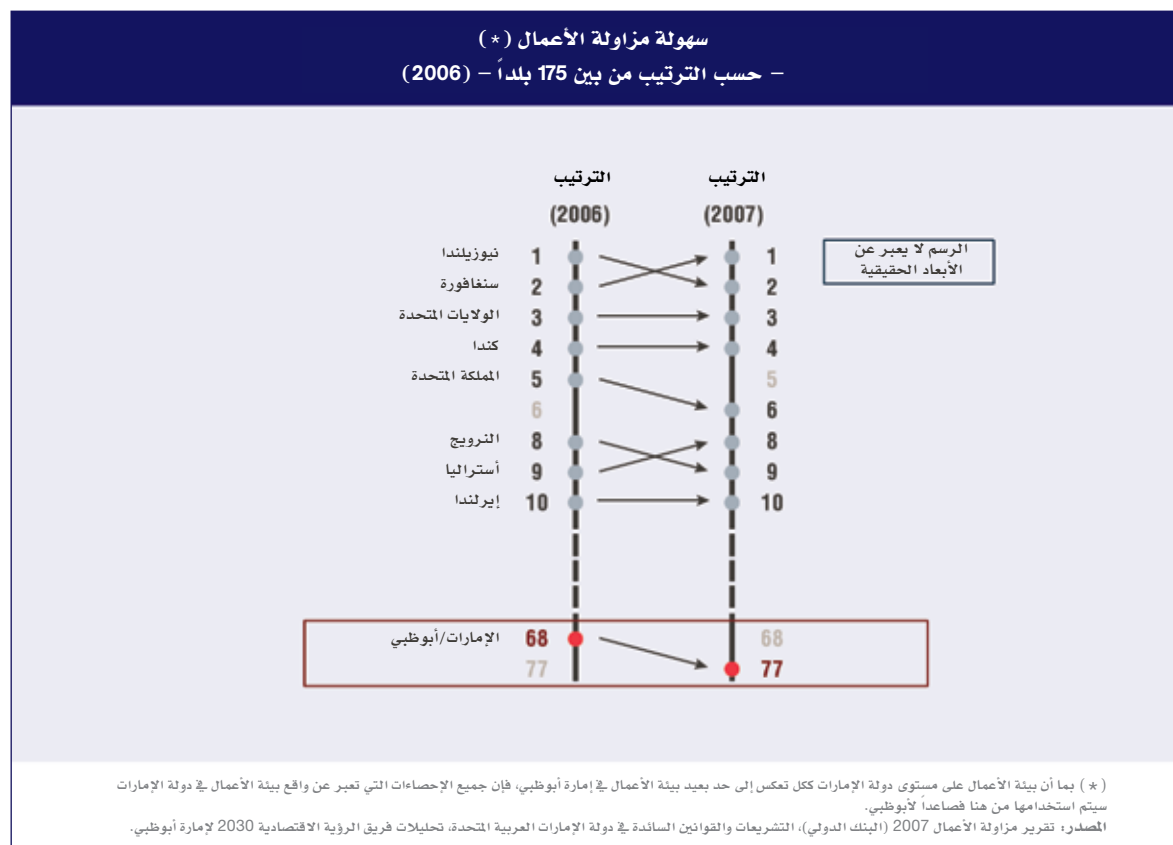 سهولة مزاولة الأعمال (*)
– حسب الترتيب من بين 175 بلداً – (2006)
الترتيب الترتيب
(2006) (2007)
الرسم لا يعبر عن
الأبعاد الحقيقية
نيوزيلندا 1 1
سنغافورة 2 2
الولايات المتحدة 3 3
كندا 4 4
المملكة المتحدة 5 5
6 6
النرويج 8 8
أستراليا 9 9
إيرلندا 10 10
الإمارات/أبوظبي 68 68
77 77
(*) بما أن بيئة الأعمال على مستوى دولة الإمارات ككل تعكس إلى حد بعيد بيئة الأعمال في إمارة أبوظبي، فإن جميع الإحصاءات التي تعبر عن واقع بيئة الأعمال في دولة الإمارات
سيتم استخدامها من هنا فصاعداً لأبوظبي.
المصدر: تقرير مزاولة الأعمال 2007 (البنك الدولي)، التشريعات والقوانين السائدة في دولة الإمارات العربية المتحدة، تحليلات فريق الرؤية الاقتصادية 2030 لإمارة أبوظبي.